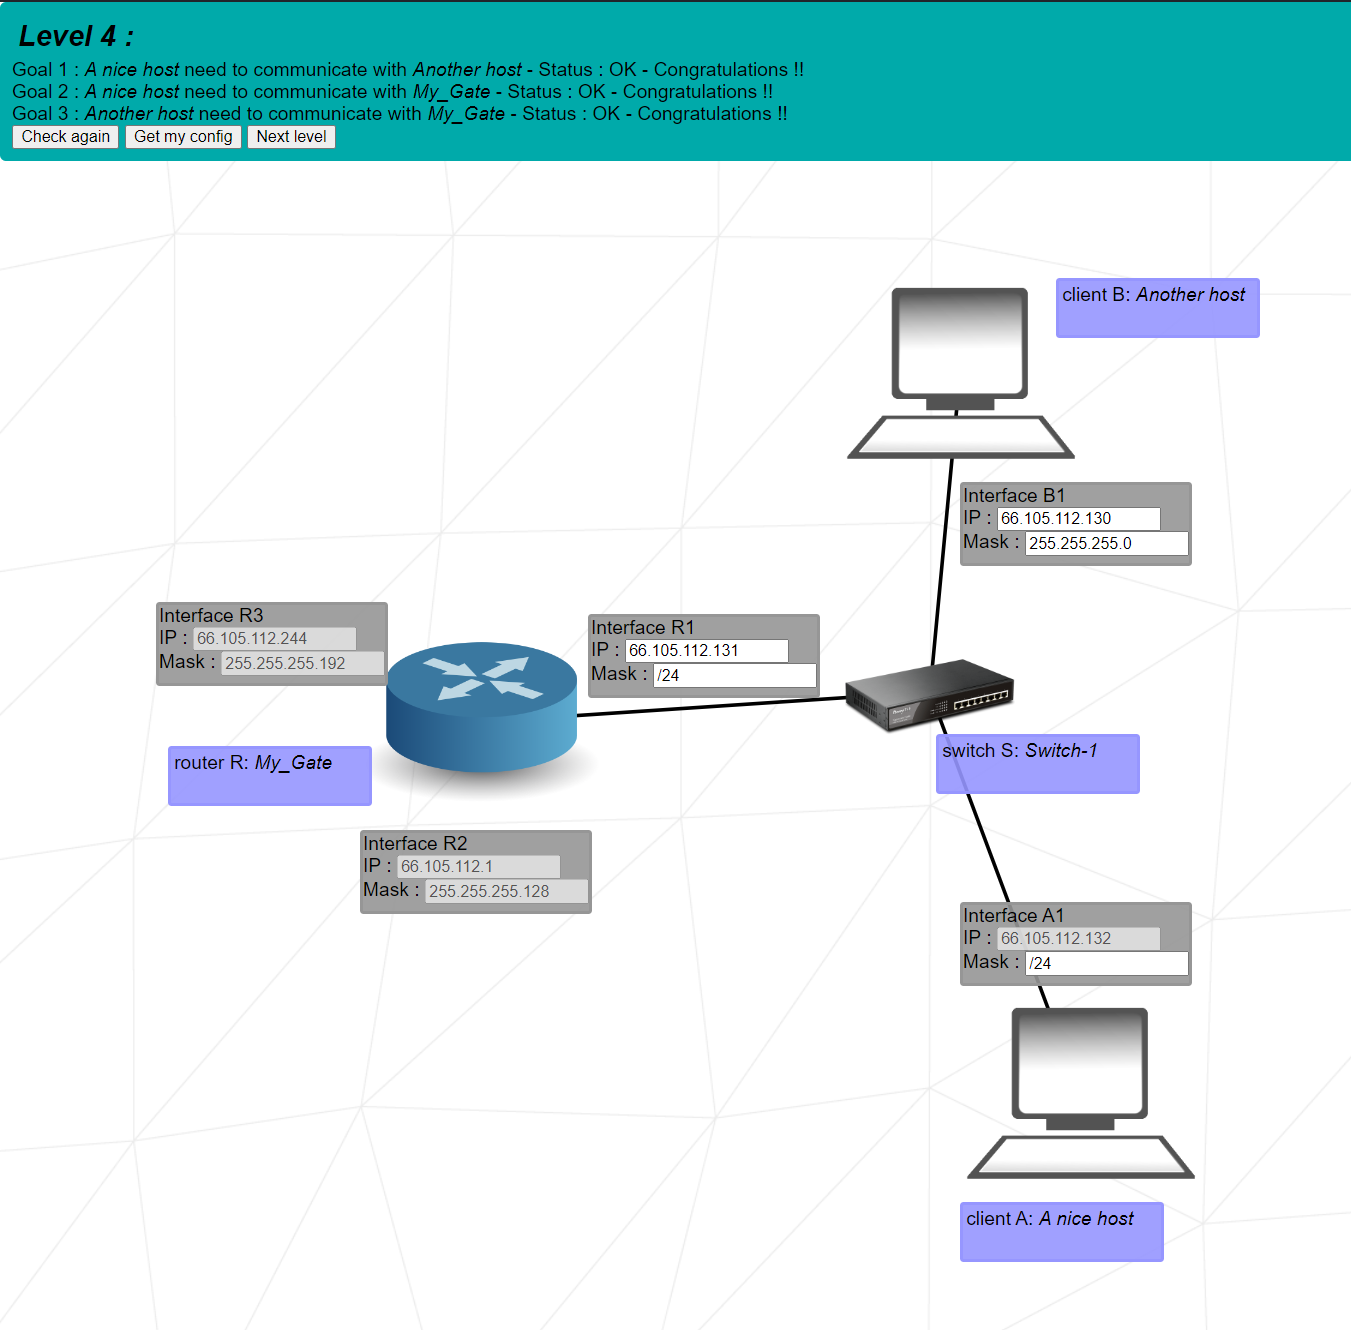 Level 4 :
Goal 1 : A nice host need to communicate with Another host - Status : OK - Congratulations !!
Goal 2 : A nice host need to communicate with My_Gate - Status : OK - Congratulations !!
Goal 3 : Another host need to communicate with My_Gate - Status : OK - Congratulations !!
Check again Get my config Next level
client B: Another host
Interface B1
IP : 66.105.112.130
Mask : 255.255.255.0
Interface R3
IP : 66.105.112.244
Mask : 255.255.255.192
Interface R1
IP : 66.105.112.131
Mask : /24
router R: My_Gate
switch S: Switch-1
Interface R2
IP : 66.105.112.1
Mask : 255.255.255.128
Interface A1
IP : 66.105.112.132
Mask : /24
client A: A nice host